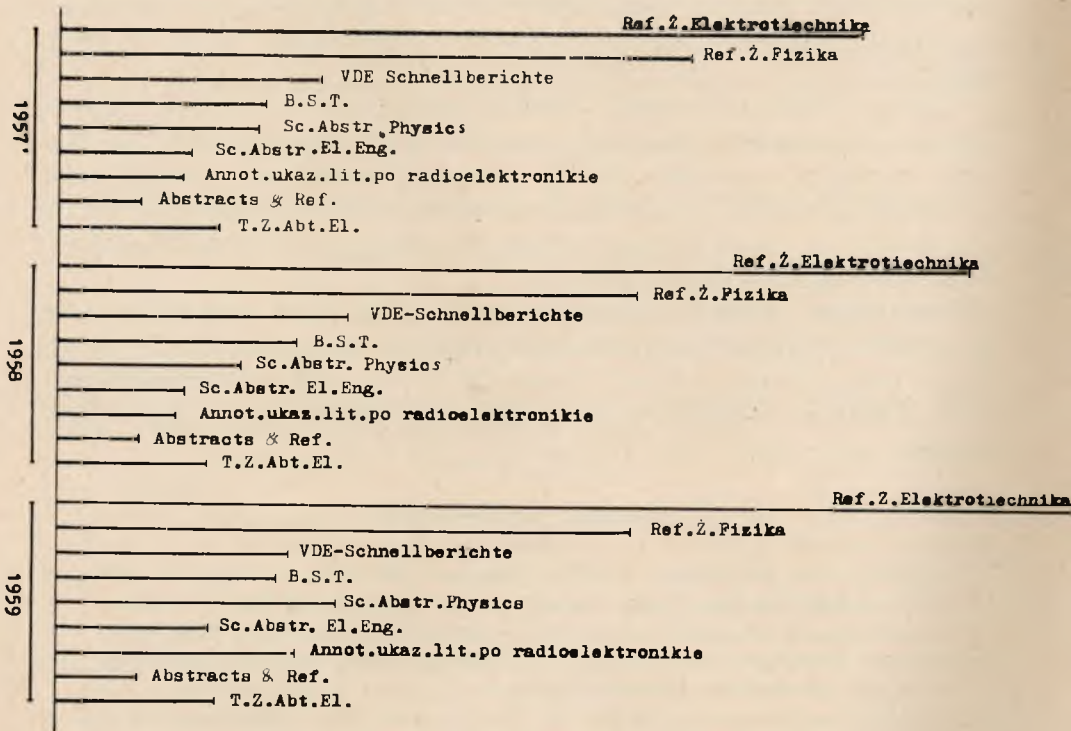 1957
Ref.Ż.Elektrotiechnika
Ref.Ż.Fizika
VDE Schnellberichte
B.S.T.
Sc.Abstr.Physics
Sc.Abstr.El.Eng.
Annot.ukaz.lit.po radioelektronikie
Abstracts & Ref.
T.Z.Abt.El.
1958
Ref.Ż.Elektrotiechnika
Ref.Ż.Fizika
VDE-Schnellberichte
B.S.T.
Sc.Abstr. Physics
Sc.Abstr. El.Eng.
Annot.ukaz.lit.po radioelektronikie
Abstracts & Ref.
T.Z.Abt.El.
1959
Ref.Ż.Elektrotiechnika
Ref.Ż.Fizika
VDE-Schnellberichte
B.S.T.
Sc.Abstr.Physics
Sc.Abstr. El.Eng.
Annot.ukaz.lit.po radioelektronikie
Abstracts & Ref.
T.Z.Abt.El.